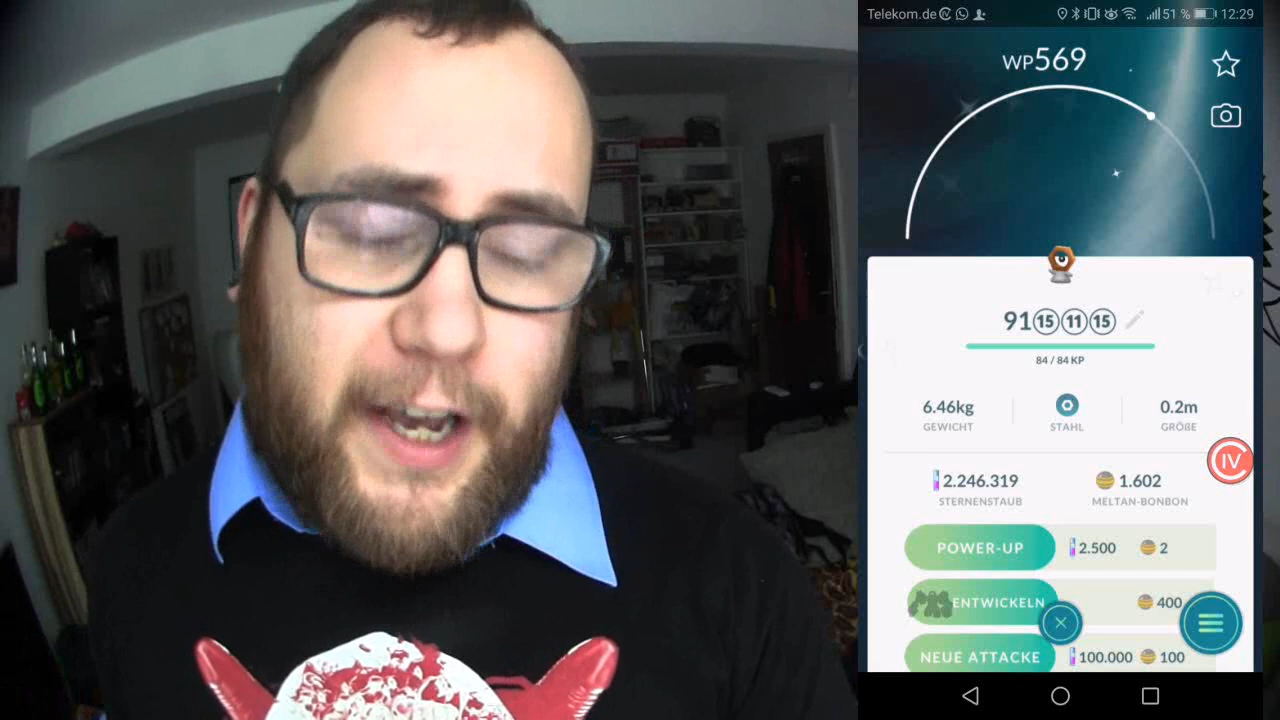 Telekom.de 51 % 12:29
WP569
91 15 11 15
84 / 84 KP
6.46kg 0.2m
GEWICHT STAHL GRÖßE
IV
2.246.319 1.602
STERNENSTAUB MELTAN-BONBON
POWER-UP 2.500 2
ENTWICKELN 400
NEUE ATTACKE 100.000 100